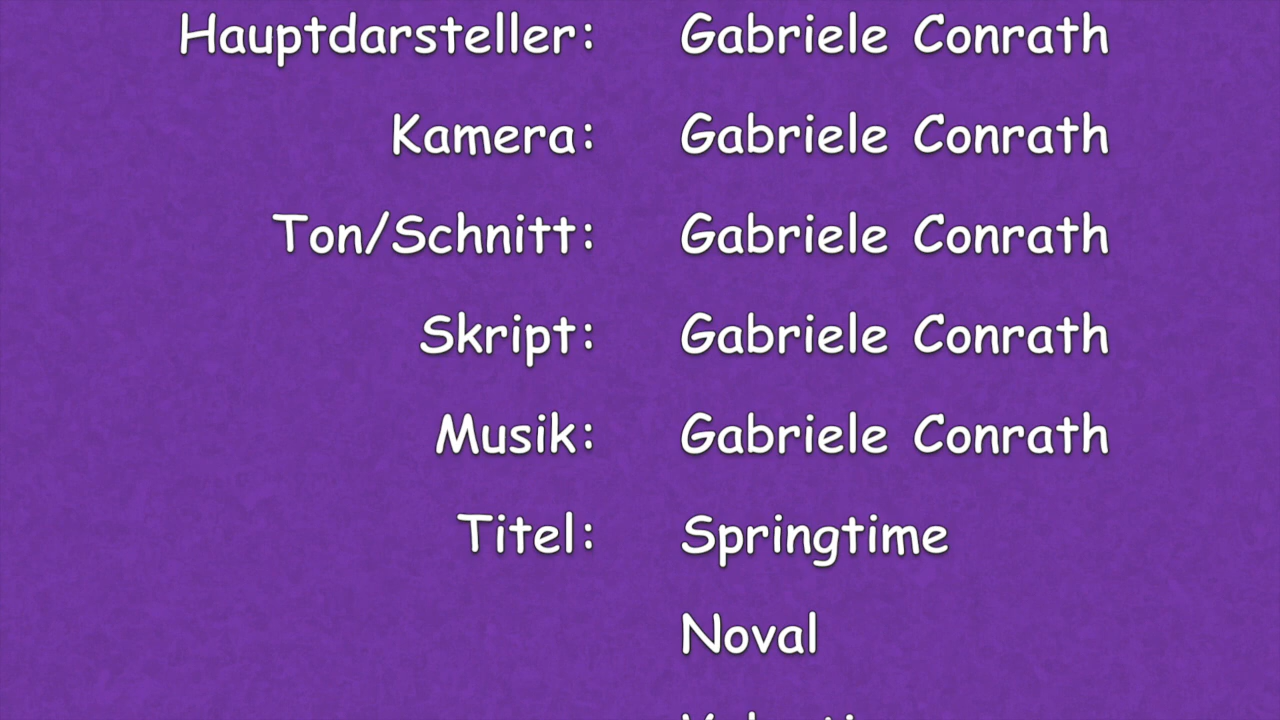 Hauptdarsteller: Gabriele Conrath
Kamera: Gabriele Conrath
Ton/Schnitt: Gabriele Conrath
Skript: Gabriele Conrath
Musik: Gabriele Conrath
Titel: Springtime
Noval